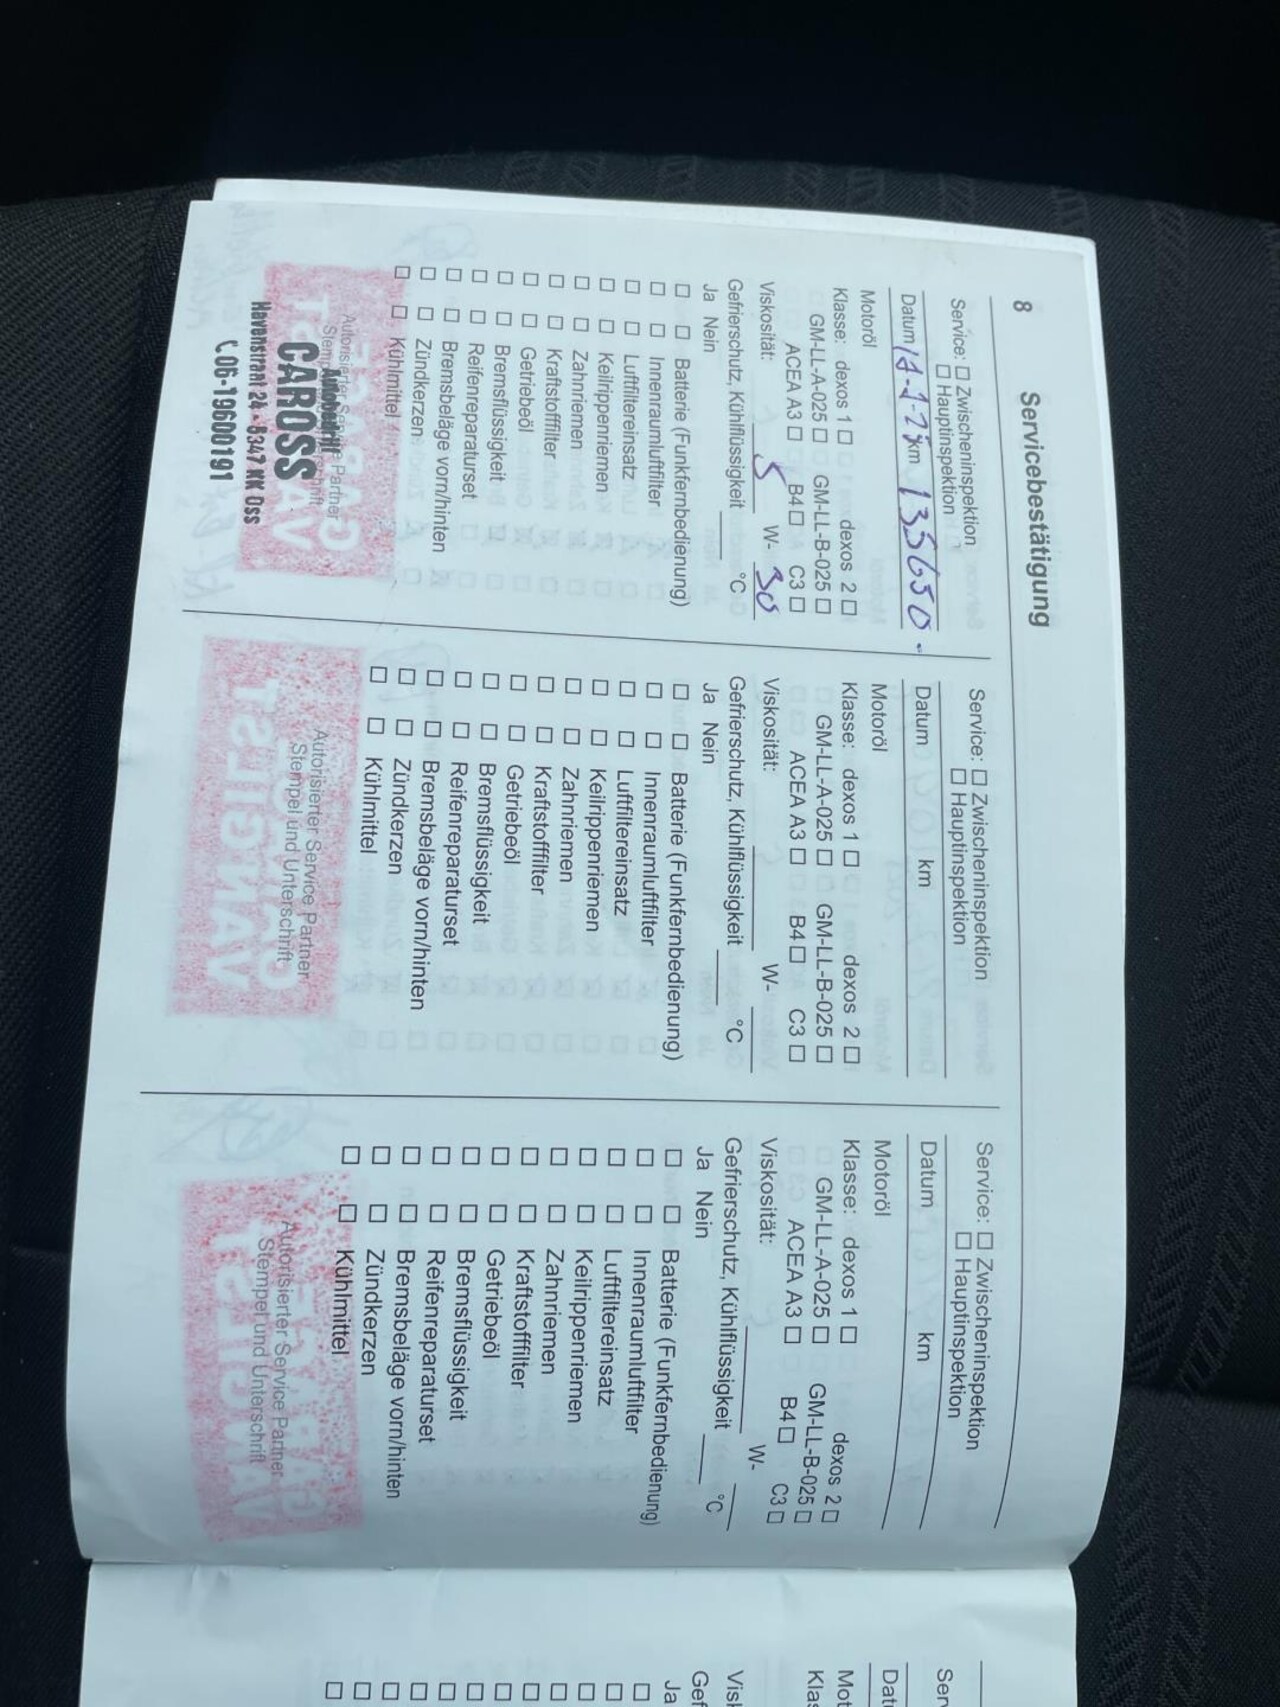 8 Servicebestätigung
Service: ☐ Zwischeninspektion
☐ Hauptinspektion
Datum km 135650
Motoröl
Klasse: dexos 1 ☐ dexos 2 ☐
GM-LL-A-025 ☐ GM-LL-B-025 ☐
ACEA A3 ☐ B4 ☐ C3 ☐
Viskosität: 5 W- 30
Gefrierschutz, Kühlflüssigkeit °C
Ja Nein
☐ ☐ Batterie (Funkfernbedienung)
☐ ☐ Innenraumluftfilter
☐ ☐ Luftfiltereinsatz
☐ ☐ Keilrippenriemen
☐ ☐ Zahnriemen
☐ ☐ Kraftstofffilter
☐ ☐ Getriebeöl
☐ ☐ Bremsflüssigkeit
☐ ☐ Reifenreparaturset
☐ ☐ Bremsbeläge vorn/hinten
☐ ☐ Zündkerzen
☐ ☐ Kühlmittel
Autorisierter Service Partner
Autobedrijf
CAROSS
Havenstraat 24 - 5347 KK Oss
06-19600191
Service: ☐ Zwischeninspektion
☐ Hauptinspektion
Datum km
Motoröl
Klasse: dexos 1 ☐ dexos 2 ☐
GM-LL-A-025 ☐ GM-LL-B-025 ☐
ACEA A3 ☐ B4 ☐ C3 ☐
Viskosität: W-
Gefrierschutz, Kühlflüssigkeit °C
Ja Nein
☐ ☐ Batterie (Funkfernbedienung)
☐ ☐ Innenraumluftfilter
☐ ☐ Luftfiltereinsatz
☐ ☐ Keilrippenriemen
☐ ☐ Zahnriemen
☐ ☐ Kraftstofffilter
☐ ☐ Getriebeöl
☐ ☐ Bremsflüssigkeit
☐ ☐ Reifenreparaturset
☐ ☐ Bremsbeläge vorn/hinten
☐ ☐ Zündkerzen
☐ ☐ Kühlmittel
Autorisierter Service Partner
Stempel und Unterschrift
Service: ☐ Zwischeninspektion
☐ Hauptinspektion
Datum km
Motoröl
Klasse: dexos 1 ☐ dexos 2 ☐
GM-LL-A-025 ☐ GM-LL-B-025 ☐
ACEA A3 ☐ B4 ☐ C3 ☐
Viskosität: W-
Gefrierschutz, Kühlflüssigkeit °C
Ja Nein
☐ ☐ Batterie (Funkfernbedienung)
☐ ☐ Innenraumluftfilter
☐ ☐ Luftfiltereinsatz
☐ ☐ Keilrippenriemen
☐ ☐ Zahnriemen
☐ ☐ Kraftstofffilter
☐ ☐ Getriebeöl
☐ ☐ Bremsflüssigkeit
☐ ☐ Reifenreparaturset
☐ ☐ Bremsbeläge vorn/hinten
☐ ☐ Zündkerzen
☐ ☐ Kühlmittel
Autorisierter Service Partner
Stempel und Unterschrift
Ja